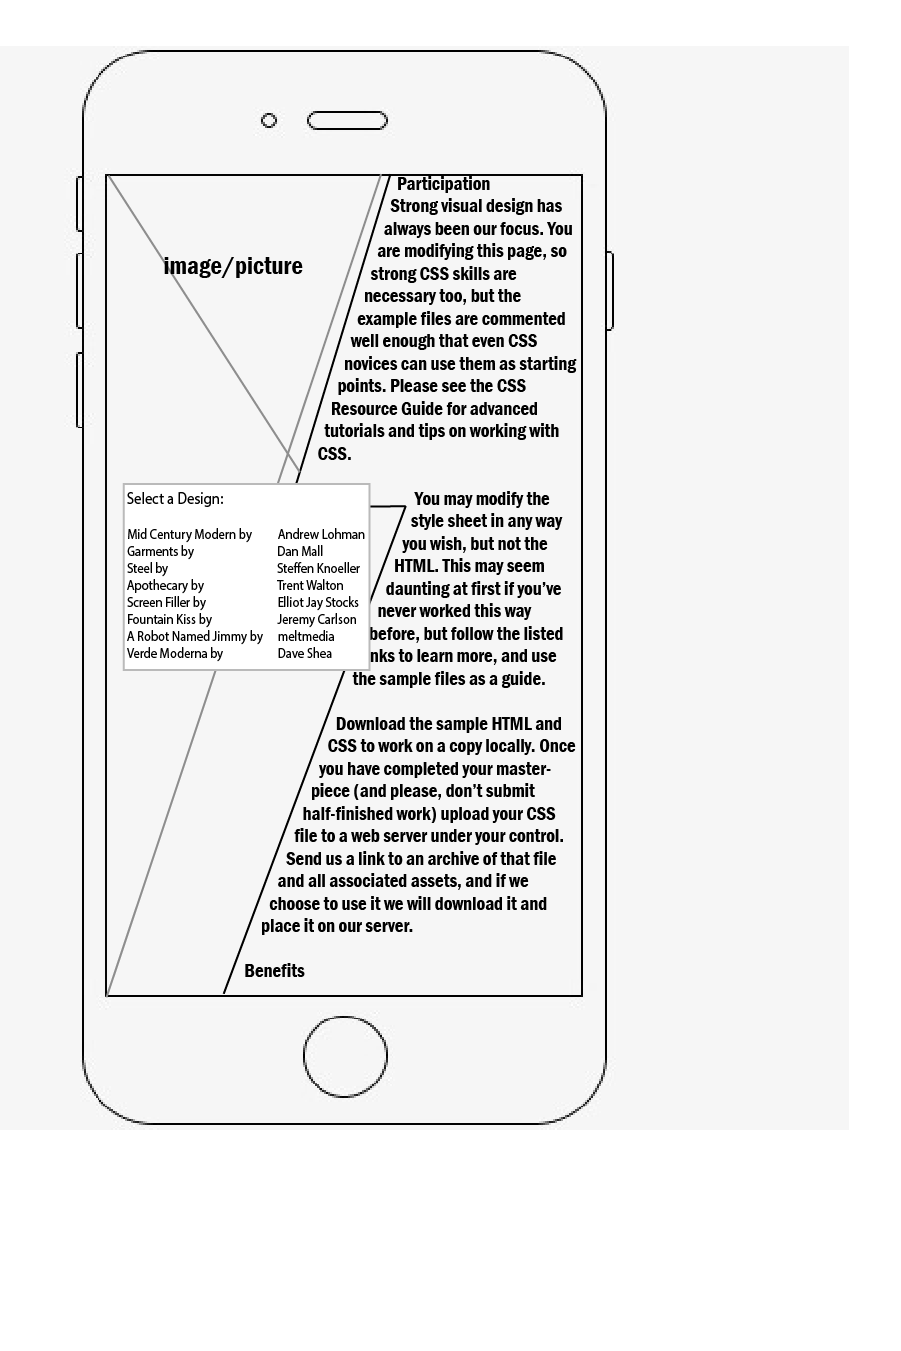 image/picture
Participation
Strong visual design has
always been our focus. You
are modifying this page, so
strong CSS skills are
necessary too, but the
example files are commented
well enough that even CSS
novices can use them as starting
points. Please see the CSS
Resource Guide for advanced
tutorials and tips on working with
CSS.
Select a Design:
Mid Century Modern by Andrew Lohman
Garments by Dan Mall
Steel by Steffen Knoeller
Apothecary by Trent Walton
Screen Filler by Elliot Jay Stocks
Fountain Kiss by Jeremy Carlson
A Robot Named Jimmy by meltmedia
Verde Moderna by Dave Shea
You may modify the
style sheet in any way
you wish, but not the
HTML. This may seem
daunting at first if you’ve
never worked this way
before, but follow the listed
nks to learn more, and use
the sample files as a guide.
Download the sample HTML and
CSS to work on a copy locally. Once
you have completed your master-
piece (and please, don’t submit
half-finished work) upload your CSS
file to a web server under your control.
Send us a link to an archive of that file
and all associated assets, and if we
choose to use it we will download it and
place it on our server.
Benefits